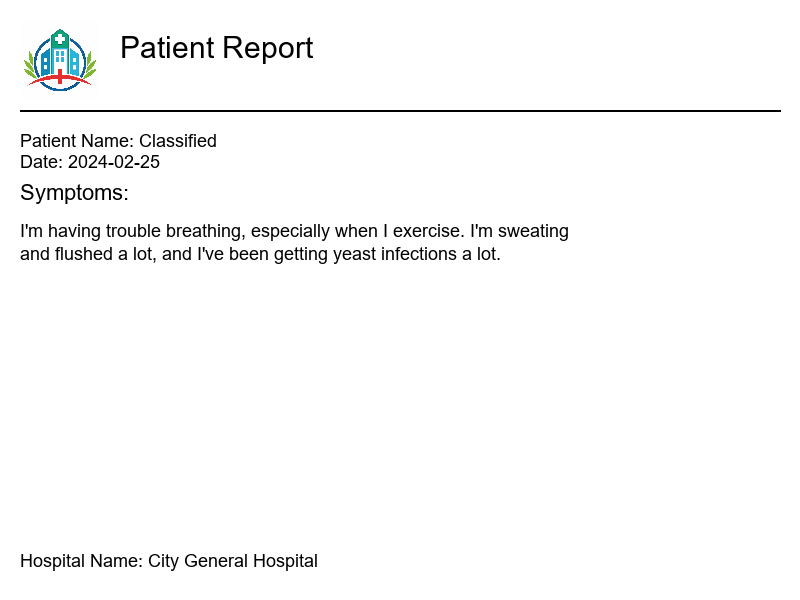 Patient Report
Patient Name: Classified
Date: 2024-02-25
Symptoms:
I'm having trouble breathing, especially when I exercise. I'm sweating
and flushed a lot, and I've been getting yeast infections a lot.
Hospital Name: City General Hospital